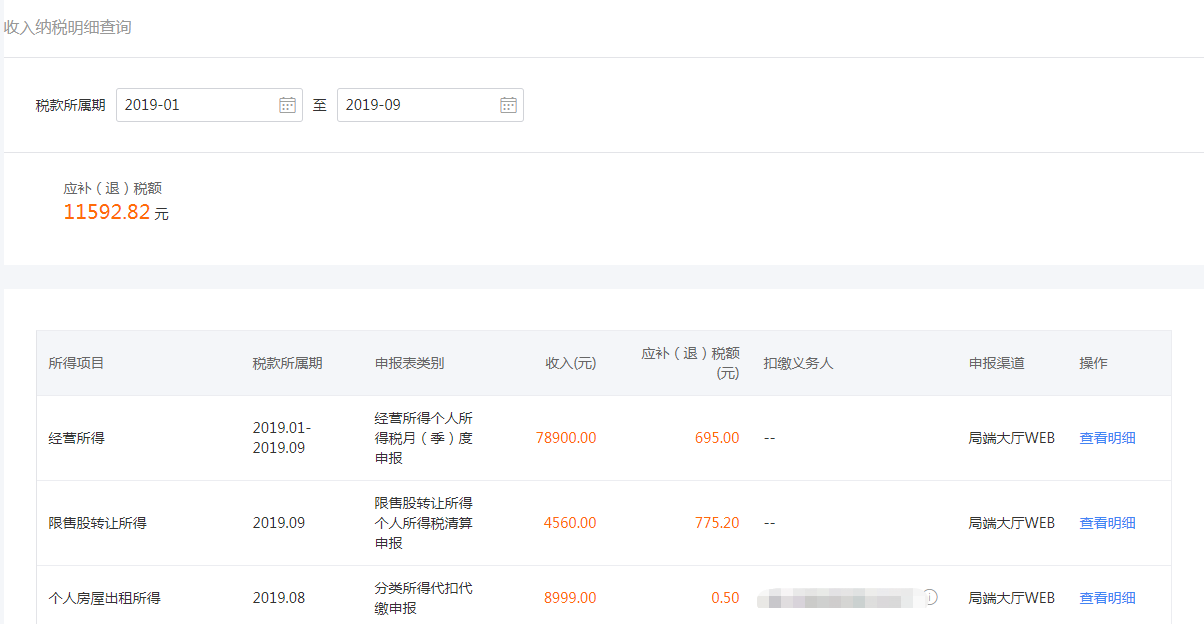 收入纳税明细查询
税款所属期 2019-01 至 2019-09
应补（退）税额
11592.82 元
所得项目 税款所属期 申报表类别 收入(元) 应补（退）税额
(元) 扣缴义务人 申报渠道 操作
经营所得 2019.01-
2019.09 经营所得个人所
得税月（季）度
申报 78900.00 695.00 -- 局端大厅WEB 查看明细
限售股转让所得 2019.09 限售股转让所得
个人所得税清算
申报 4560.00 775.20 -- 局端大厅WEB 查看明细
个人房屋出租所得 2019.08 分类所得代扣代
缴申报 8999.00 0.50 局端大厅WEB 查看明细